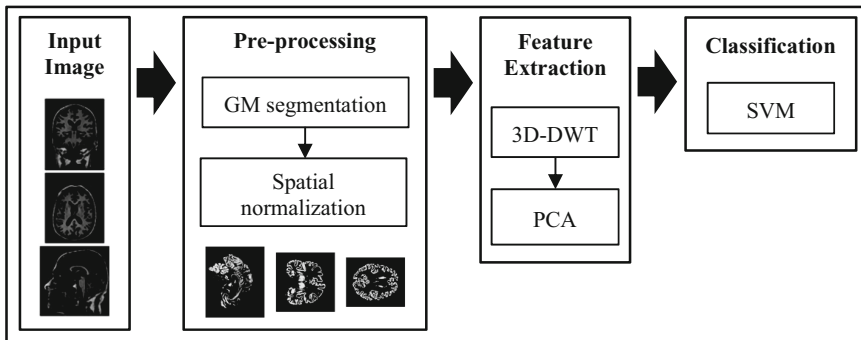 Input
Image
Pre-processing
GM segmentation
Spatial
normalization
Feature
Extraction
3D-DWT
PCA
Classification
SVM